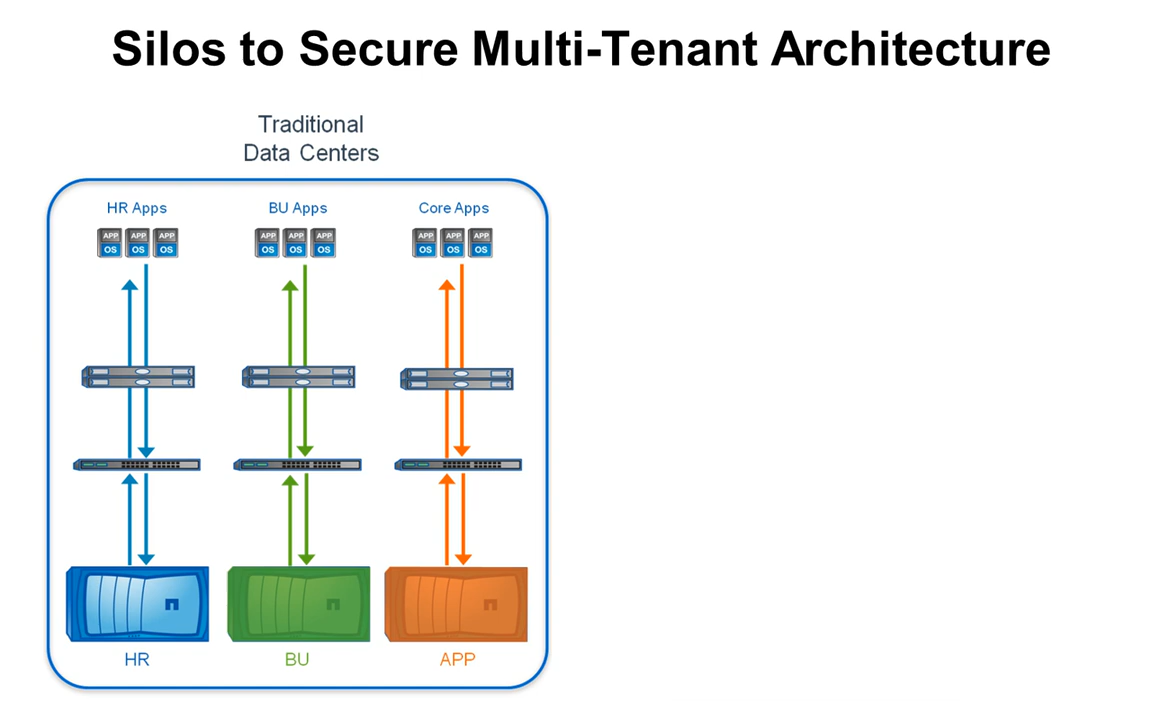 Silos to Secure Multi-Tenant Architecture
Traditional
Data Centers
HR Apps
BU Apps
Core Apps
APP APP APP
OS OS OS
APP APP APP
OS OS OS
APP APP APP
OS OS OS
HR
BU
APP